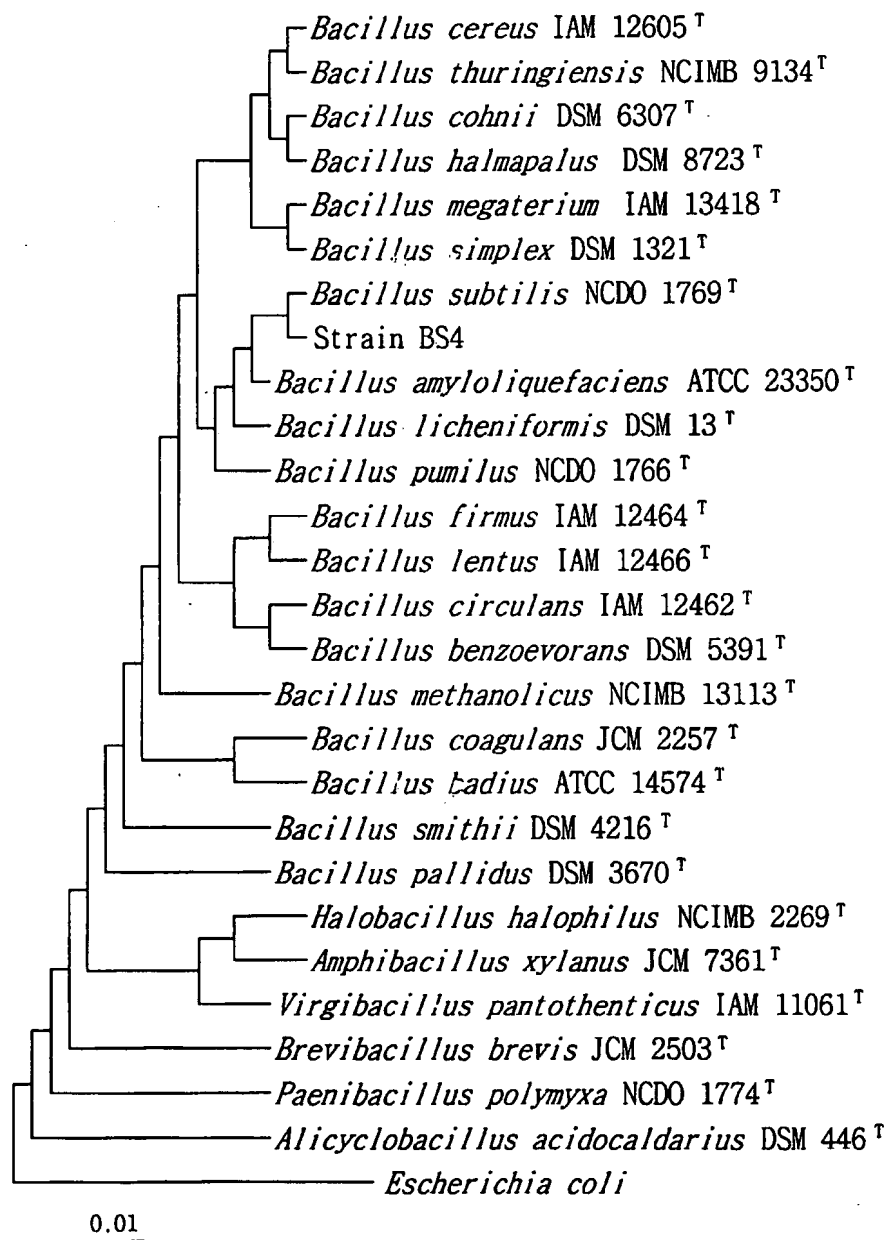 Bacillus cereus IAM 12605ᵀ
Bacillus thuringiensis NCIMB 9134ᵀ
Bacillus cohnii DSM 6307ᵀ
Bacillus halmapalus DSM 8723ᵀ
Bacillus megaterium IAM 13418ᵀ
Bacillus simplex DSM 1321ᵀ
Bacillus subtilis NCDO 1769ᵀ
Strain BS4
Bacillus amyloliquefaciens ATCC 23350ᵀ
Bacillus licheniformis DSM 13ᵀ
Bacillus pumilus NCDO 1766ᵀ
Bacillus firmus IAM 12464ᵀ
Bacillus lentus IAM 12466ᵀ
Bacillus circulans IAM 12462ᵀ
Bacillus benzoevorans DSM 5391ᵀ
Bacillus methanolicus NCIMB 13113ᵀ
Bacillus coagulans JCM 2257ᵀ
Bacillus badius ATCC 14574ᵀ
Bacillus smithii DSM 4216ᵀ
Bacillus pallidus DSM 3670ᵀ
Halobacillus halophilus NCIMB 2269ᵀ
Amphibacillus xylanus JCM 7361ᵀ
Virgibacillus pantothenticus IAM 11061ᵀ
Brevibacillus brevis JCM 2503ᵀ
Paenibacillus polymyxa NCDO 1774ᵀ
Alicyclobacillus acidocaldarius DSM 446ᵀ
Escherichia coli
0.01